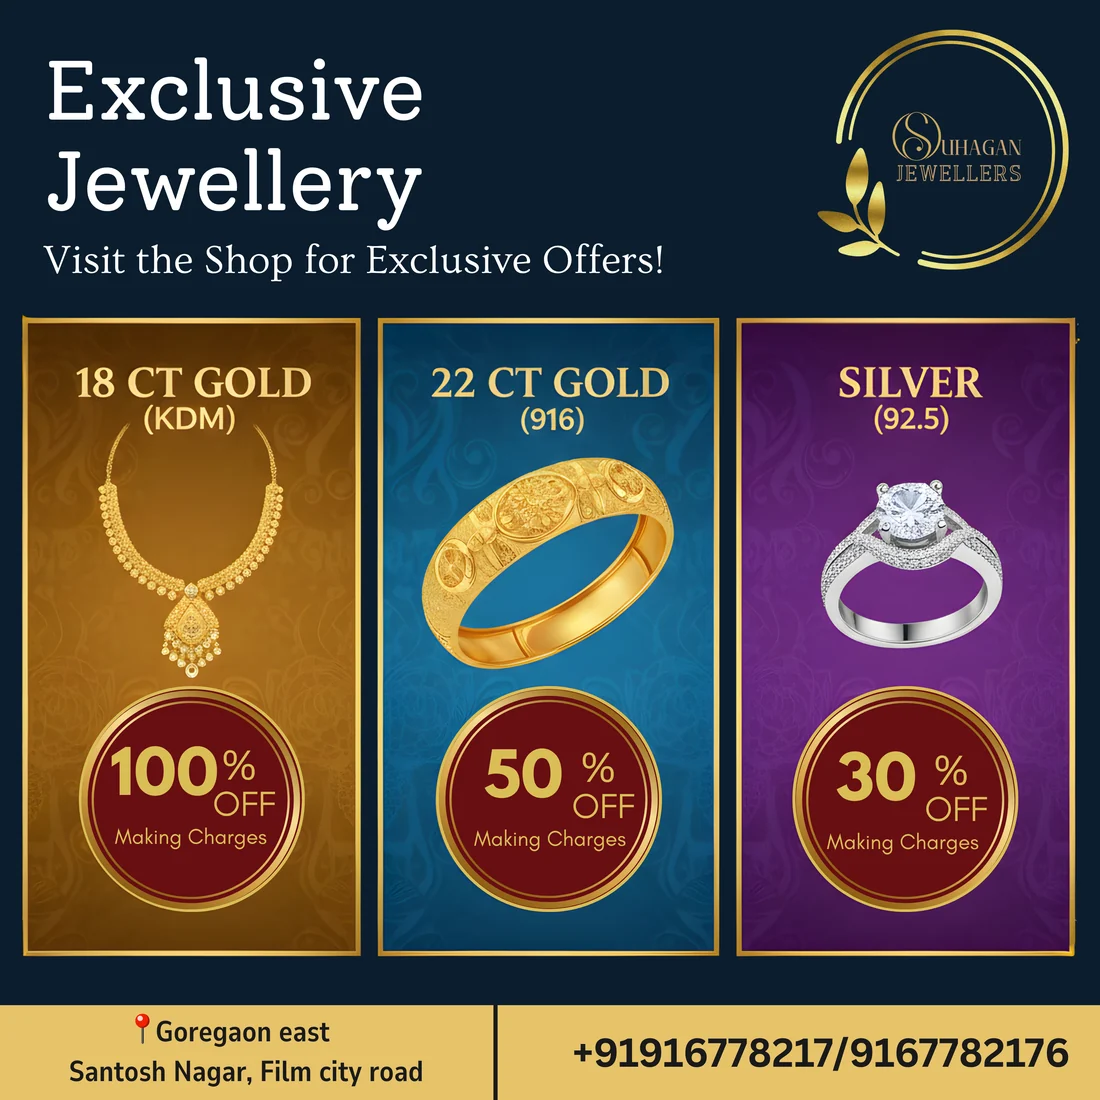 Exclusive
Jewellery
Visit the Shop for Exclusive Offers!
SUHAGAN
JEWELLERS
18 CT GOLD
(KDM)
100%
OFF
Making Charges
22 CT GOLD
(916)
50 %
OFF
Making Charges
SILVER
(92.5)
30 %
OFF
Making Charges
📍Goregaon east
Santosh Nagar, Film city road
+91916778217/9167782176